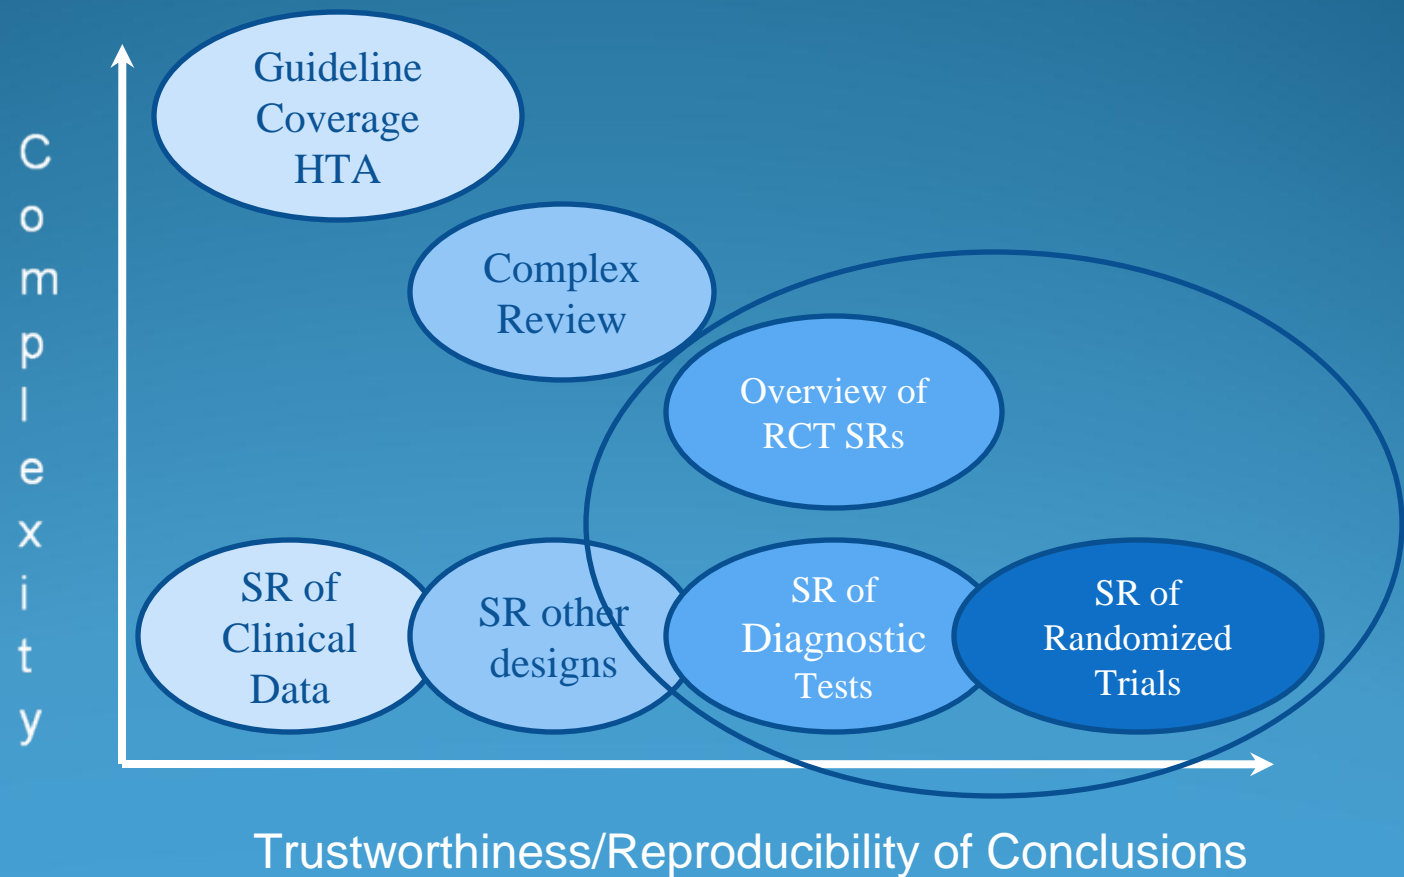 Complexity
Guideline
Coverage
HTA
Complex
Review
Overview of
RCT SRs
SR of
Clinical
Data
SR other
designs
SR of
Diagnostic
Tests
SR of
Randomized
Trials
Trustworthiness/Reproducibility of Conclusions